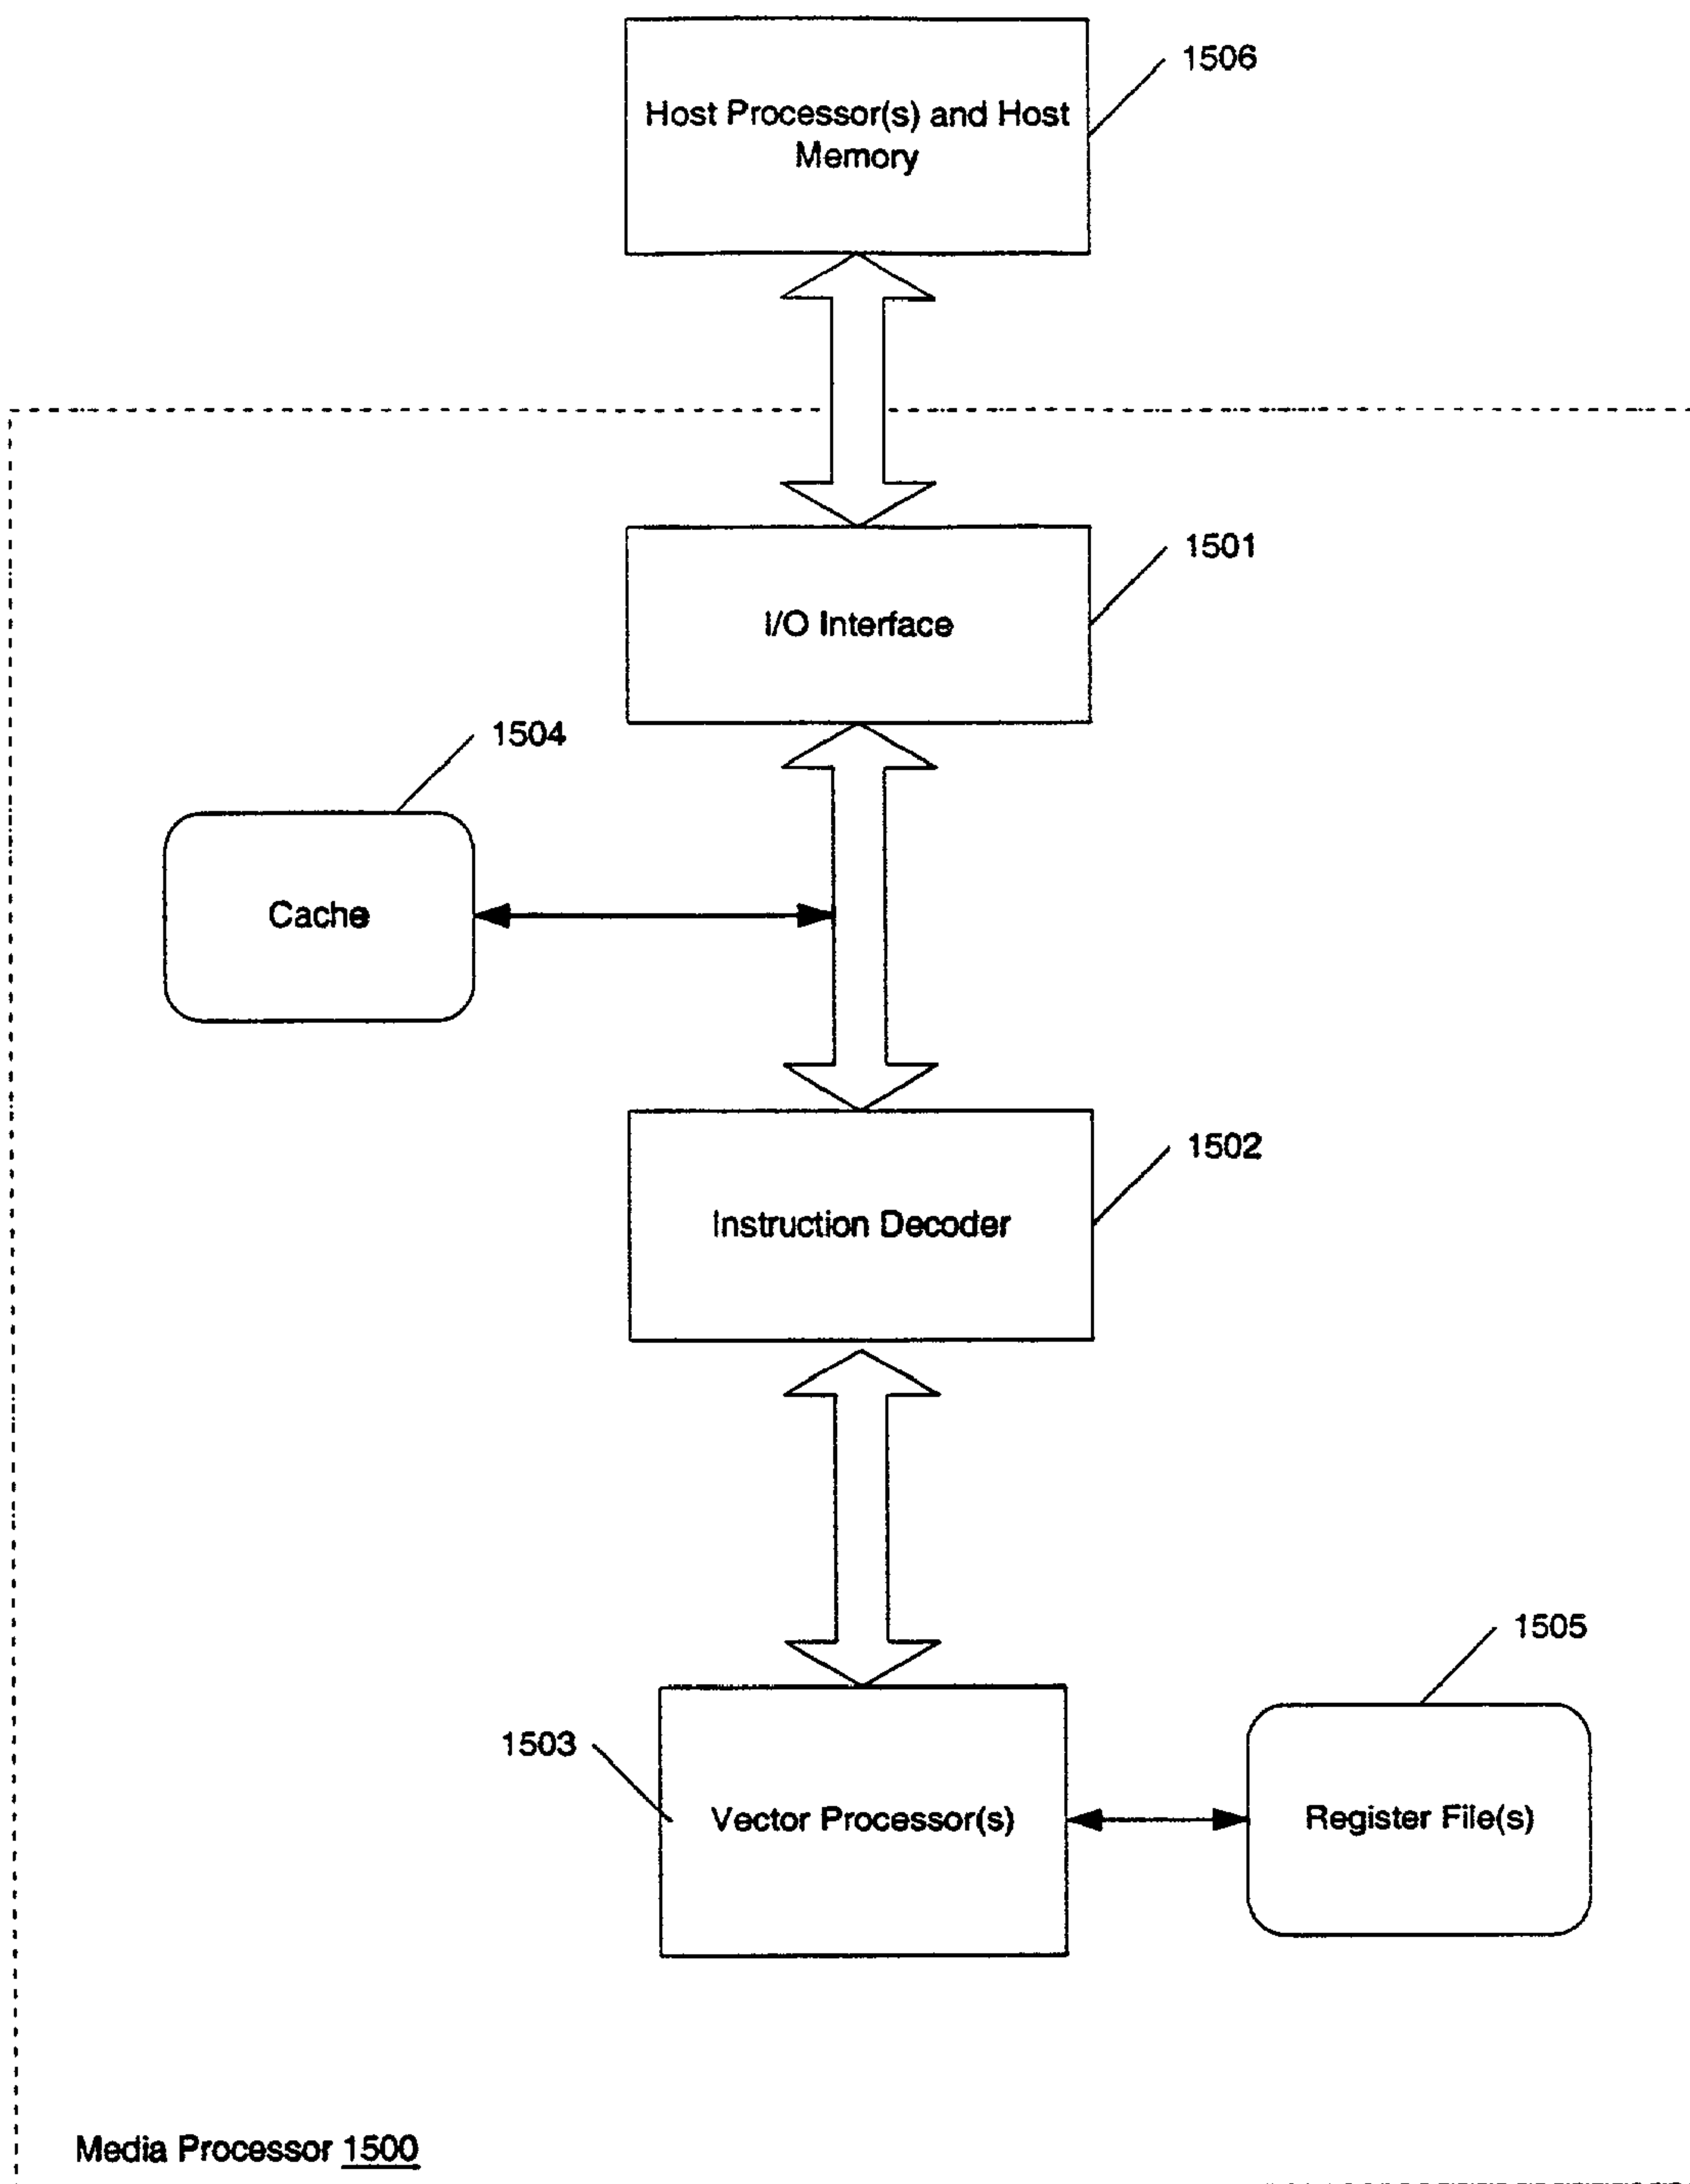 1506
Host Processor(s) and Host
Memory
1501
I/O Interface
1504
Cache
1502
Instruction Decoder
1505
1503
Vector Processor(s)
Register File(s)
Media Processor 1500